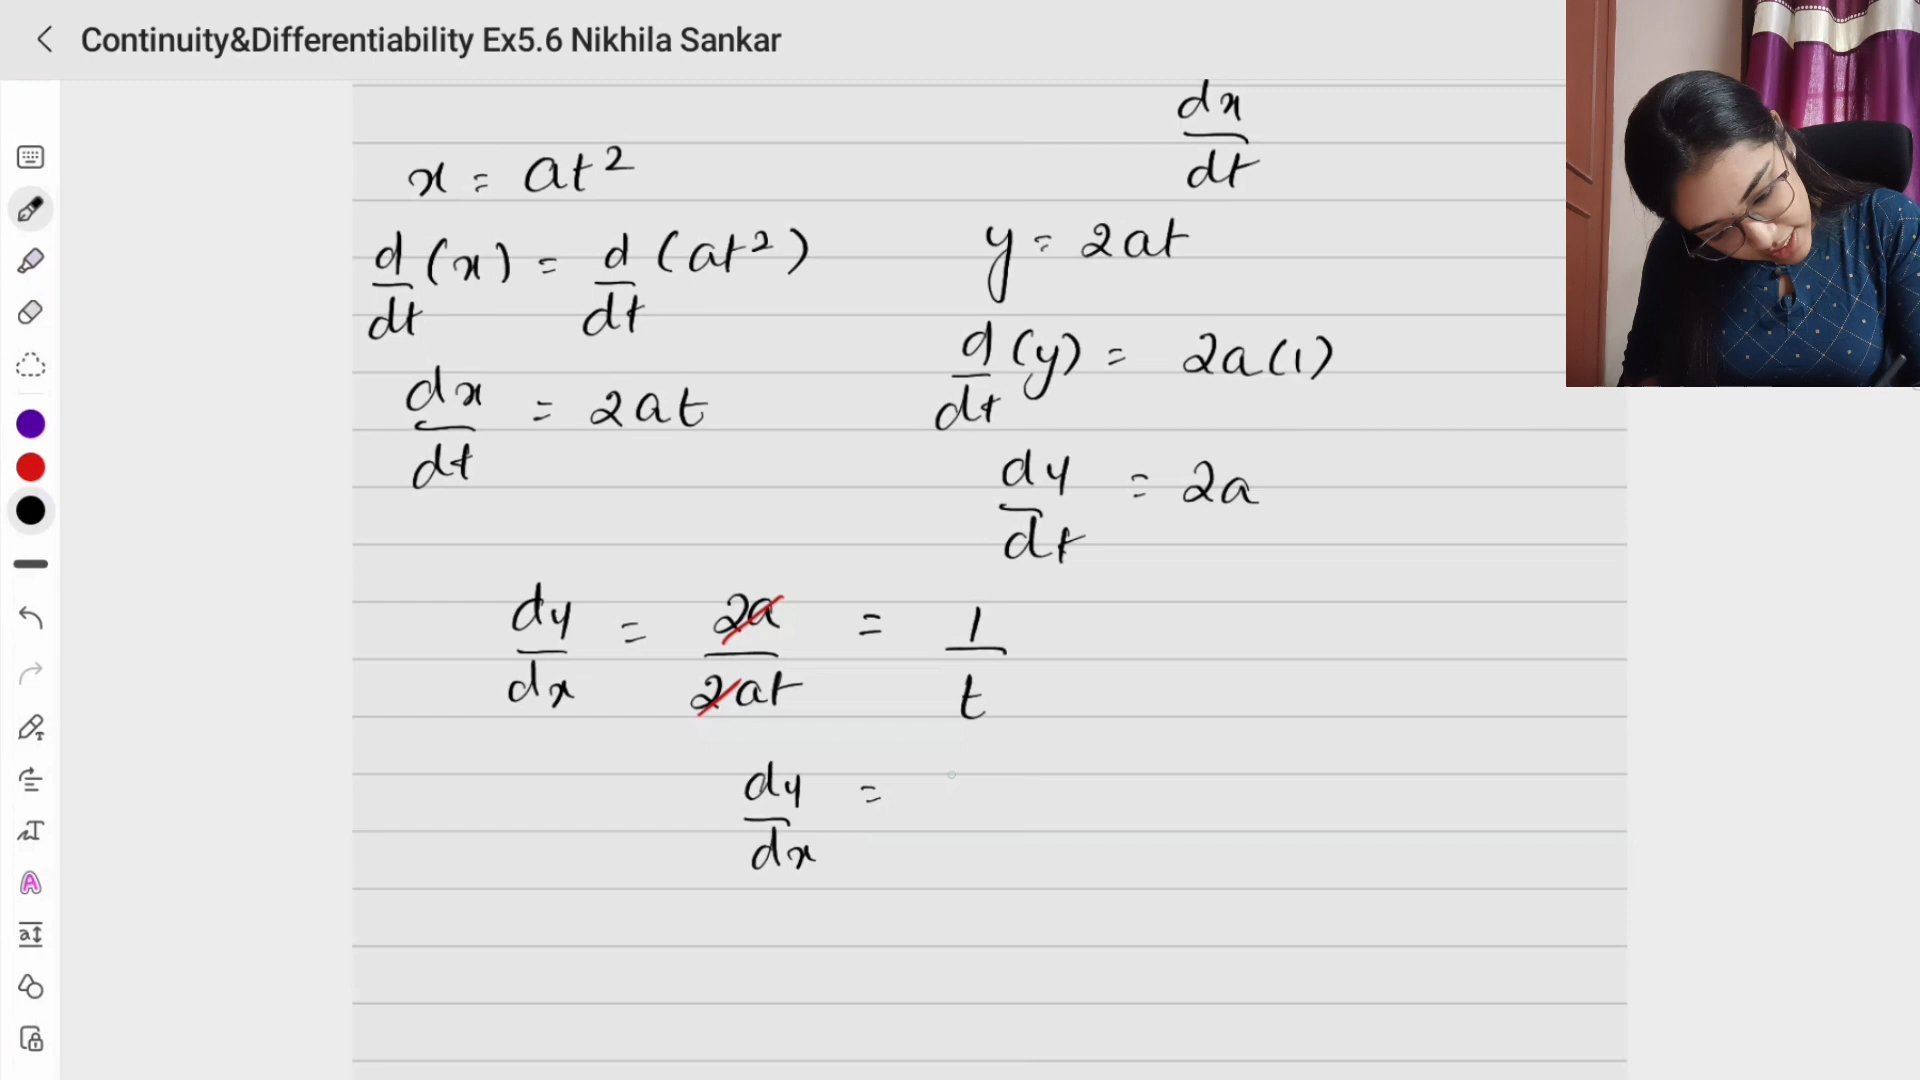 Continuity&Differentiability Ex5.6 Nikhila Sankar
dx/dt
x = at²
d/dt (x) = d/dt (at²)
dx/dt = 2at
y = 2at
d/dt (y) = 2a(1)
dy/dt = 2a
dy/dx = 2a/2at = 1/t
dy/dx =